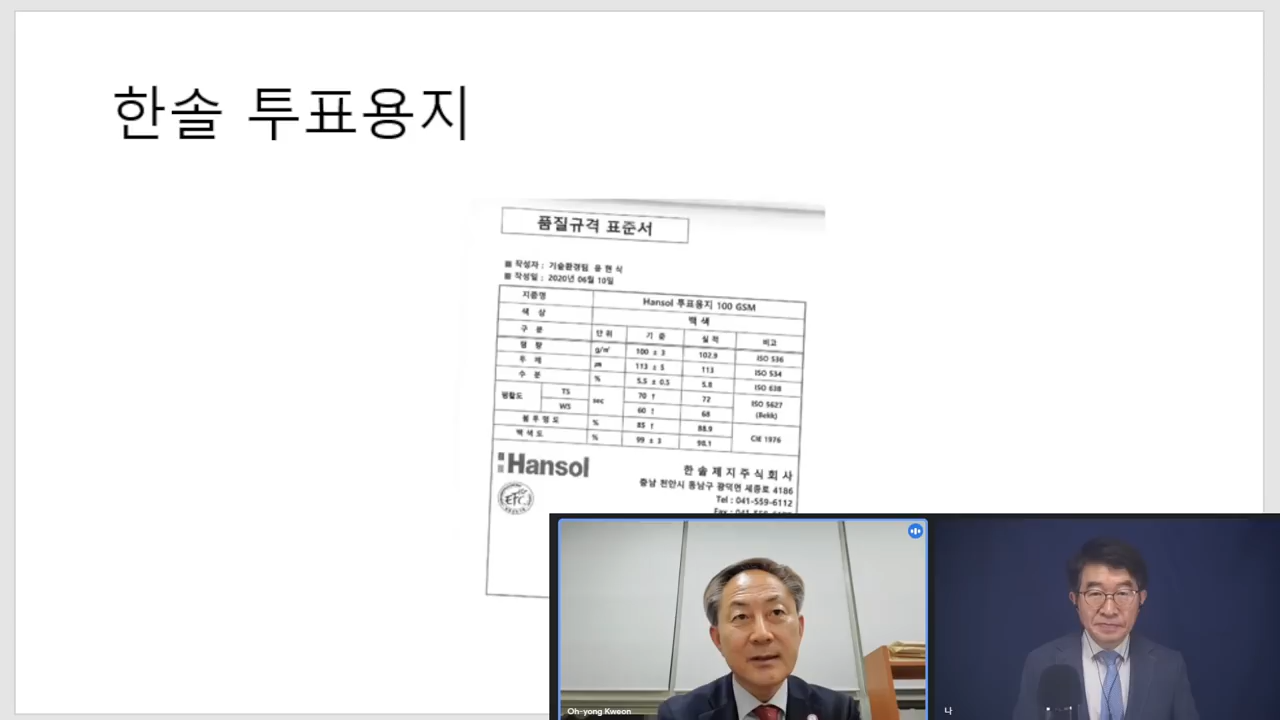 한솔 투표용지
품질규격 표준서
■ 작성자 : 기술환경팀 윤 현 식
■ 작성일 : 2020년 06월 10일
지종명 Hansol 투표용지 100 GSM
색 상 백 색
구 분 단 위 기 준 실 적 비고
평 량 g/㎡ 100 ± 3 102.9 ISO 536
두 께 ㎛ 113 ± 5 113 ISO 534
수 분 % 5.5 ± 0.5 5.8 ISO 638
평활도 TS sec 70 ↑ 72 ISO 5627
WS 60 ↑ 68 (Bekk)
불 투 명 도 % 85 ↑ 88.9 CIE 1976
백 색 도 % 99 ± 3 98.1
Hansol
한 솔 제 지 주 식 회 사
충남 천안시 동남구 광덕면 세종로 4186
Tel : 041-559-6112
ETC
Oh-yong Kweon
나